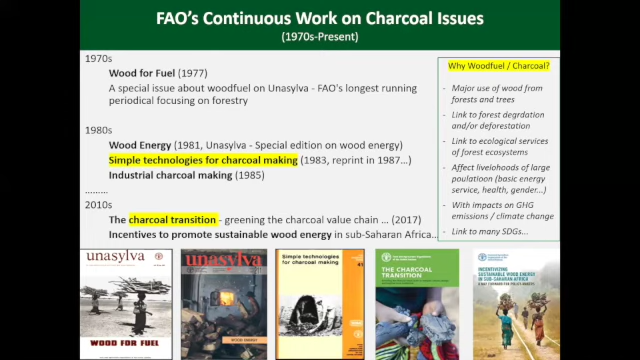 FAO's Continuous Work on Charcoal Issues
(1970s-Present)
1970s
Wood for Fuel (1977)
A special issue about woodfuel on Unasylva - FAO's longest running
periodical focusing on forestry
1980s
Wood Energy (1981, Unasylva - Special edition on wood energy)
Simple technologies for charcoal making (1983, reprint in 1987...)
Industrial charcoal making (1985)
.........
2010s
The charcoal transition - greening the charcoal value chain ... (2017)
Incentives to promote sustainable wood energy in sub-Saharan Africa...
Why Woodfuel / Charcoal?
- Major use of wood from
forests and trees
- Link to forest degrdation
and/or deforestation
- Link to ecological services
of forest ecosystems
- Affect livelohoods of large
populatioon (basic energy
service, health, gender...)
- With impacts on GHG
emissions / climate change
- Link to many SDGs...
unasylva
WOOD FOR FUEL
unasylva
WOOD ENERGY
Simple technologies
for charcoal making
41
THE CHARCOAL
TRANSITION
INCENTIVIZING
SUSTAINABLE WOOD ENERGY
IN SUB-SAHARAN AFRICA